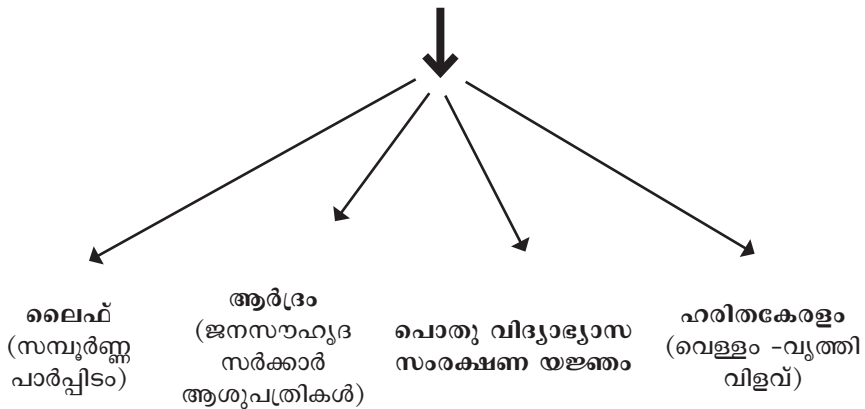 ലൈഫ്
(സമ്പൂർണ്ണ
പാർപ്പിടം)
ആർദ്രം
(ജനസൗഹൃദ
സർക്കാർ
ആശുപത്രികൾ)
പൊതു വിദ്യാഭ്യാസ
സംരക്ഷണ യജ്ഞം
ഹരിതകേരളം
(വെള്ളം -വൃത്തി
വിളവ്)